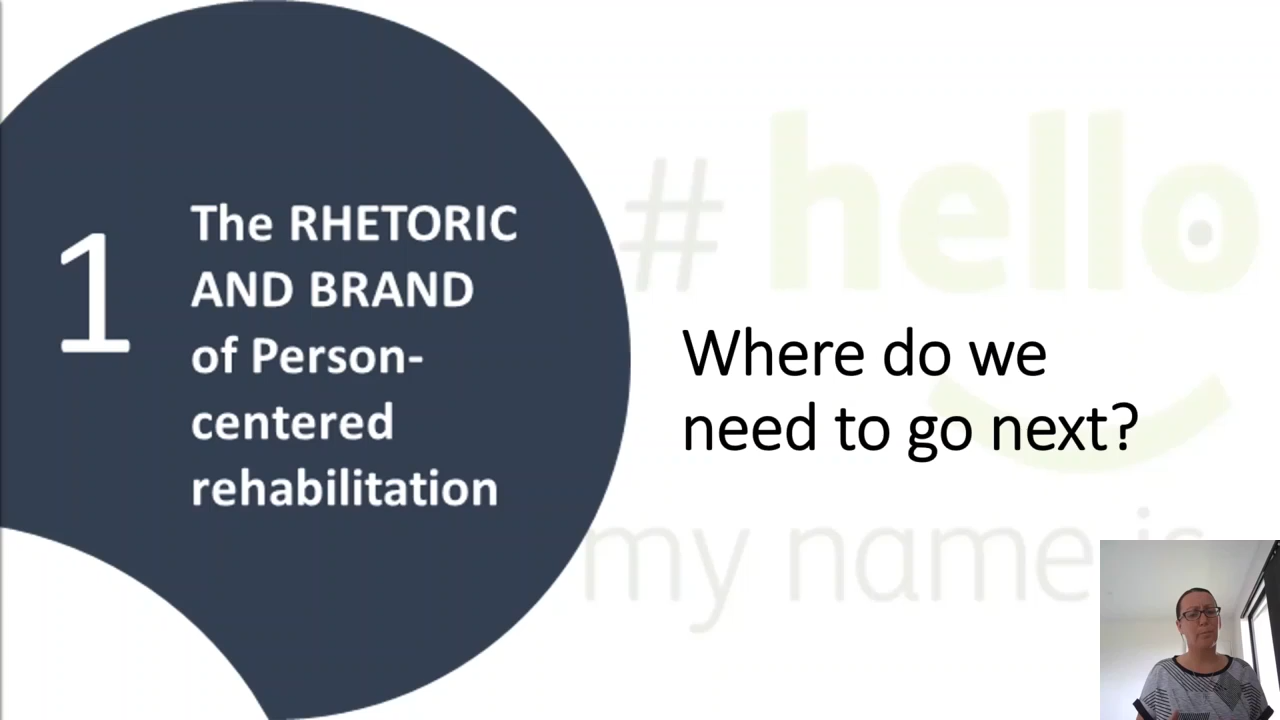 1
The RHETORIC
AND BRAND
of Person-
centered
rehabilitation
# hello
Where do we
need to go next?
my name is